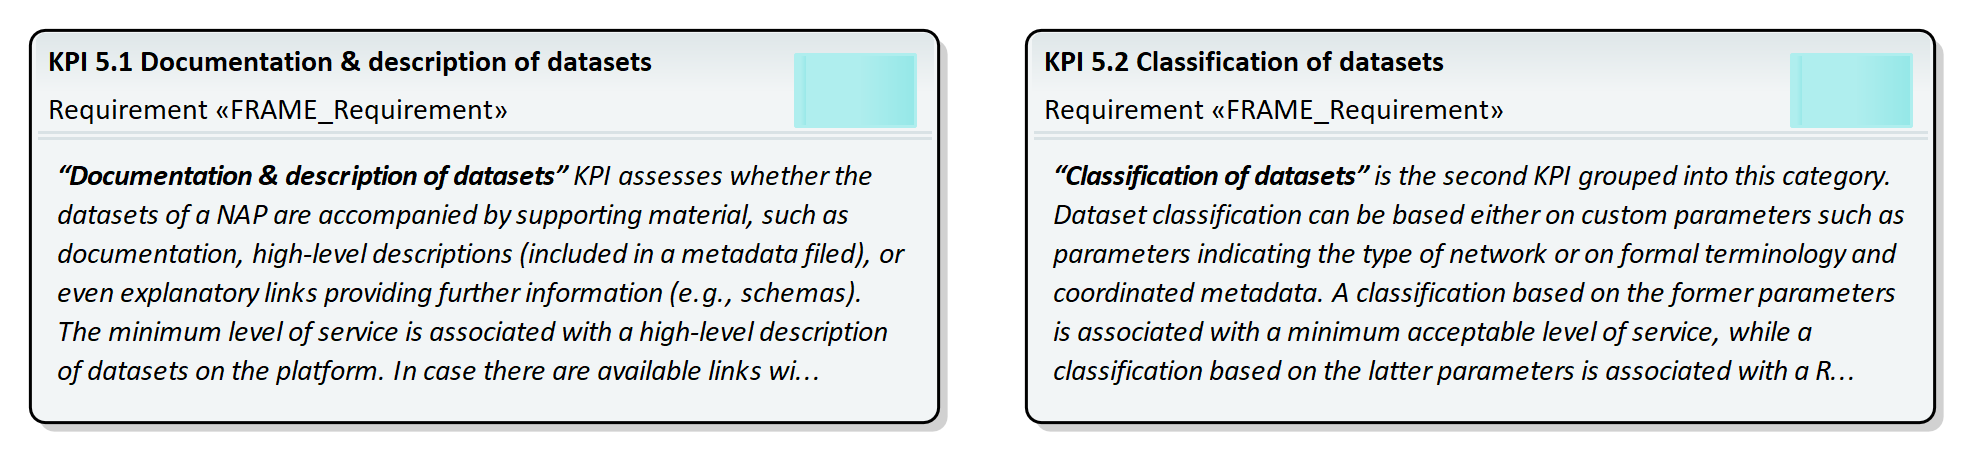 KPI 5.1 Documentation & description of datasets
Requirement «FRAME_Requirement»
“Documentation & description of datasets” KPI assesses whether the
datasets of a NAP are accompanied by supporting material, such as
documentation, high-level descriptions (included in a metadata filed), or
even explanatory links providing further information (e.g., schemas).
The minimum level of service is associated with a high-level description
of datasets on the platform. In case there are available links wi...
KPI 5.2 Classification of datasets
Requirement «FRAME_Requirement»
“Classification of datasets” is the second KPI grouped into this category.
Dataset classification can be based either on custom parameters such as
parameters indicating the type of network or on formal terminology and
coordinated metadata. A classification based on the former parameters
is associated with a minimum acceptable level of service, while a
classification based on the latter parameters is associated with a R...